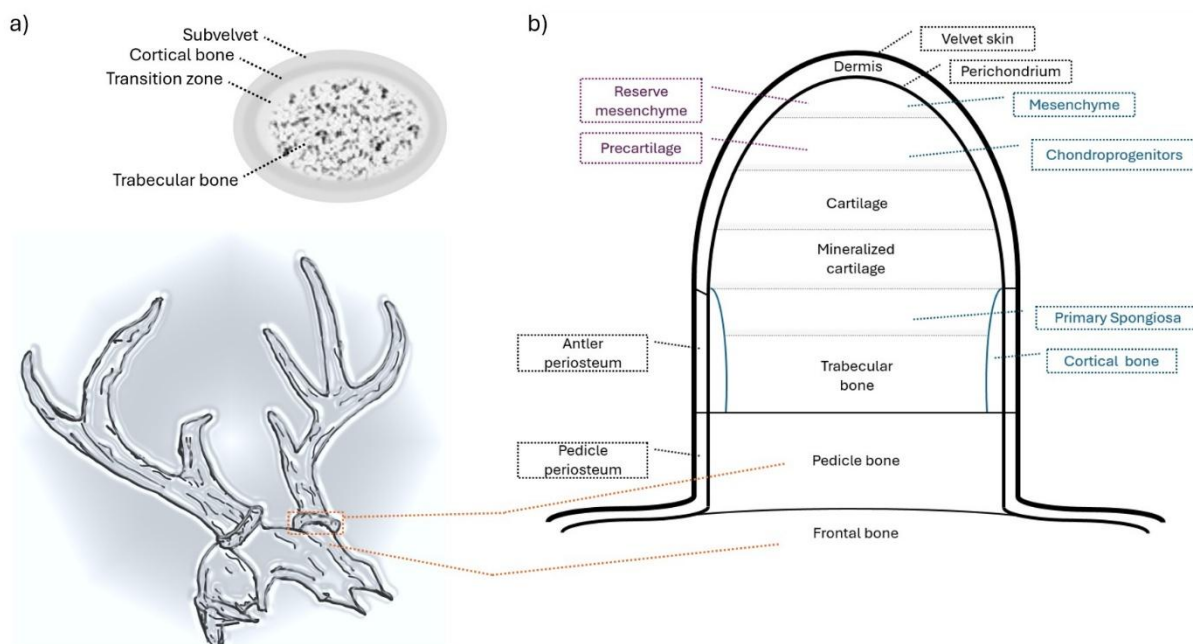 a)
Subvelvet
Cortical bone
Transition zone
Trabecular bone
b)
Velvet skin
Dermis
Perichondrium
Reserve
mesenchyme
Mesenchyme
Precartilage
Chondroprogenitors
Cartilage
Mineralized
cartilage
Primary Spongiosa
Antler
periosteum
Trabecular
bone
Cortical bone
Pedicle
periosteum
Pedicle bone
Frontal bone